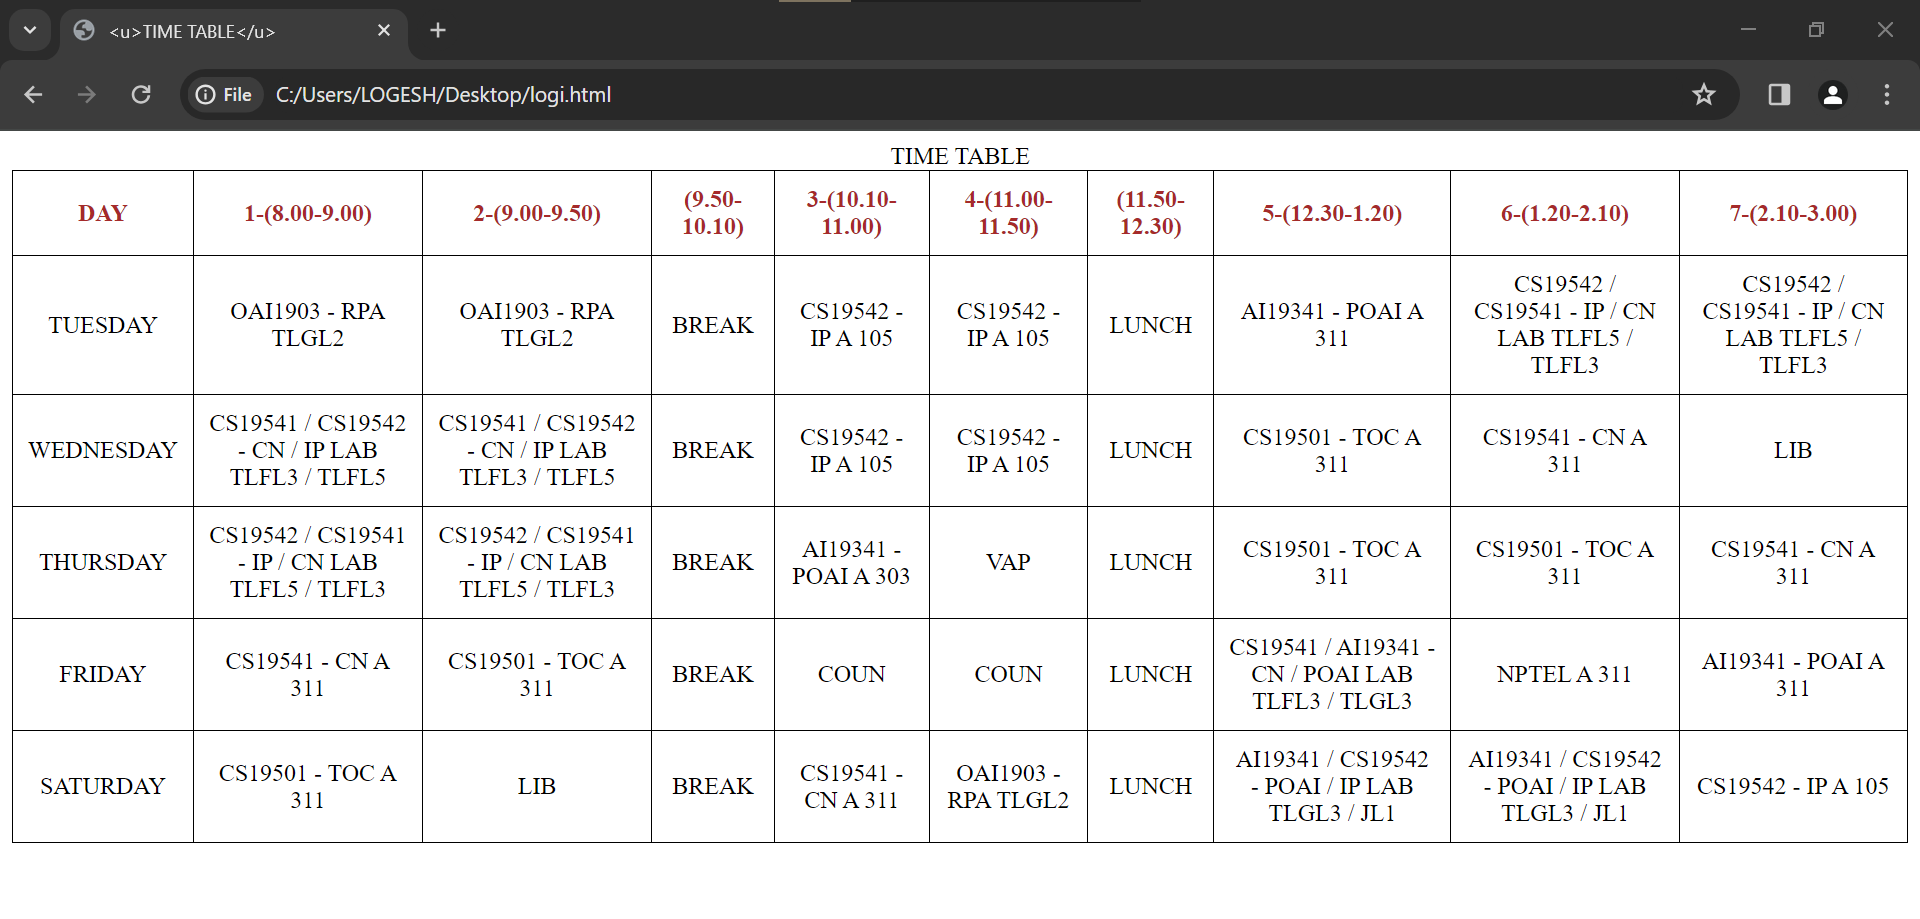 <u>TIME TABLE</u>
File C:/Users/LOGESH/Desktop/logi.html
TIME TABLE
DAY
1-(8.00-9.00)
2-(9.00-9.50)
(9.50-
10.10)
3-(10.10-
11.00)
4-(11.00-
11.50)
(11.50-
12.30)
5-(12.30-1.20)
6-(1.20-2.10)
7-(2.10-3.00)
TUESDAY
OAI1903 - RPA
TLGL2
OAI1903 - RPA
TLGL2
BREAK
CS19542 -
IP A 105
CS19542 -
IP A 105
LUNCH
AI19341 - POAI A
311
CS19542 /
CS19541 - IP / CN
LAB TLFL5 /
TLFL3
CS19542 /
CS19541 - IP / CN
LAB TLFL5 /
TLFL3
WEDNESDAY
CS19541 / CS19542
- CN / IP LAB
TLFL3 / TLFL5
CS19541 / CS19542
- CN / IP LAB
TLFL3 / TLFL5
BREAK
CS19542 -
IP A 105
CS19542 -
IP A 105
LUNCH
CS19501 - TOC A
311
CS19541 - CN A
311
LIB
THURSDAY
CS19542 / CS19541
- IP / CN LAB
TLFL5 / TLFL3
CS19542 / CS19541
- IP / CN LAB
TLFL5 / TLFL3
BREAK
AI19341 -
POAI A 303
VAP
LUNCH
CS19501 - TOC A
311
CS19501 - TOC A
311
CS19541 - CN A
311
FRIDAY
CS19541 - CN A
311
CS19501 - TOC A
311
BREAK
COUN
COUN
LUNCH
CS19541 / AI19341 -
CN / POAI LAB
TLFL3 / TLGL3
NPTEL A 311
AI19341 - POAI A
311
SATURDAY
CS19501 - TOC A
311
LIB
BREAK
CS19541 -
CN A 311
OAI1903 -
RPA TLGL2
LUNCH
AI19341 / CS19542
- POAI / IP LAB
TLGL3 / JL1
AI19341 / CS19542
- POAI / IP LAB
TLGL3 / JL1
CS19542 - IP A 105